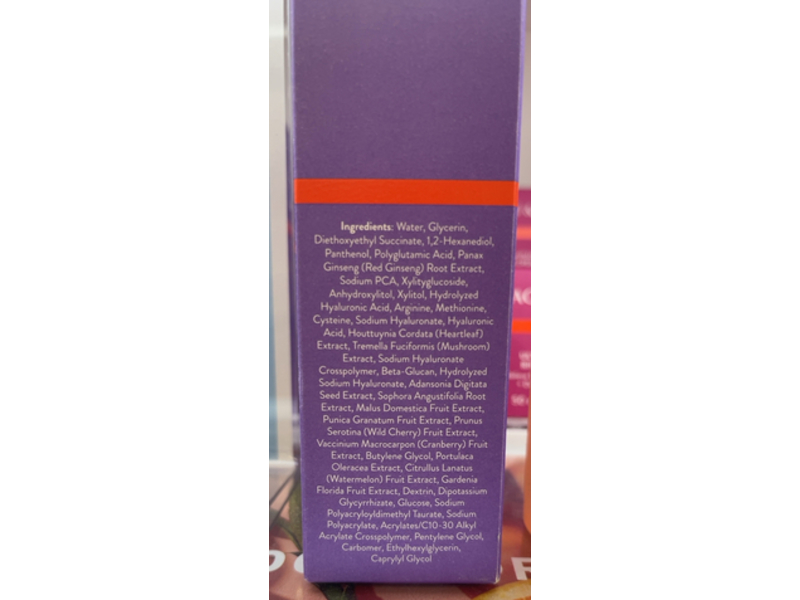 Ingredients: Water, Glycerin,
Diethoxyethyl Succinate, 1,2-Hexanediol,
Panthenol, Polyglutamic Acid, Panax
Ginseng (Red Ginseng) Root Extract,
Sodium PCA, Xylityglucoside,
Anhydroxylitol, Xylitol, Hydrolyzed
Hyaluronic Acid, Arginine, Methionine,
Cysteine, Sodium Hyaluronate, Hyaluronic
Acid, Houttuynia Cordata (Heartleaf)
Extract, Tremella Fuciformis (Mushroom)
Extract, Sodium Hyaluronate
Crosspolymer, Beta-Glucan, Hydrolyzed
Sodium Hyaluronate, Adansonia Digitata
Seed Extract, Sophora Angustifolia Root
Extract, Malus Domestica Fruit Extract,
Punica Granatum Fruit Extract, Prunus
Serotina (Wild Cherry) Fruit Extract,
Vaccinium Macrocarpon (Cranberry) Fruit
Extract, Butylene Glycol, Portulaca
Oleracea Extract, Citrullus Lanatus
(Watermelon) Fruit Extract, Gardenia
Florida Fruit Extract, Dextrin, Dipotassium
Glycyrrhizate, Glucose, Sodium
Polyacryloyldimethyl Taurate, Sodium
Polyacrylate, Acrylates/C10-30 Alkyl
Acrylate Crosspolymer, Pentylene Glycol,
Carbomer, Ethylhexylglycerin,
Caprylyl Glycol